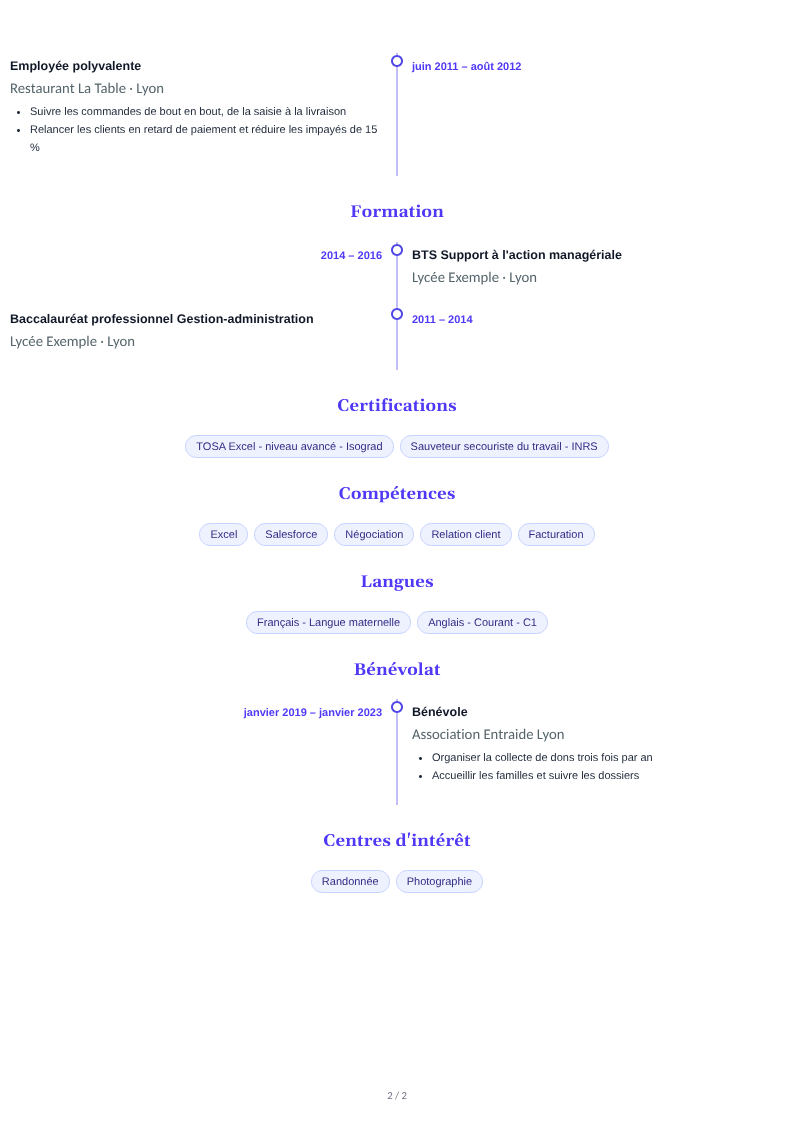 Employée polyvalente
juin 2011 – août 2012
Restaurant La Table · Lyon
• Suivre les commandes de bout en bout, de la saisie à la livraison
• Relancer les clients en retard de paiement et réduire les impayés de 15
%
Formation
2014 – 2016
BTS Support à l'action managériale
Lycée Exemple · Lyon
Baccalauréat professionnel Gestion-administration
2011 – 2014
Lycée Exemple · Lyon
Certifications
TOSA Excel - niveau avancé - Isograd
Sauveteur secouriste du travail - INRS
Compétences
Excel
Salesforce
Négociation
Relation client
Facturation
Langues
Français - Langue maternelle
Anglais - Courant - C1
Bénévolat
janvier 2019 – janvier 2023
Bénévole
Association Entraide Lyon
• Organiser la collecte de dons trois fois par an
• Accueillir les familles et suivre les dossiers
Centres d'intérêt
Randonnée
Photographie
2 / 2